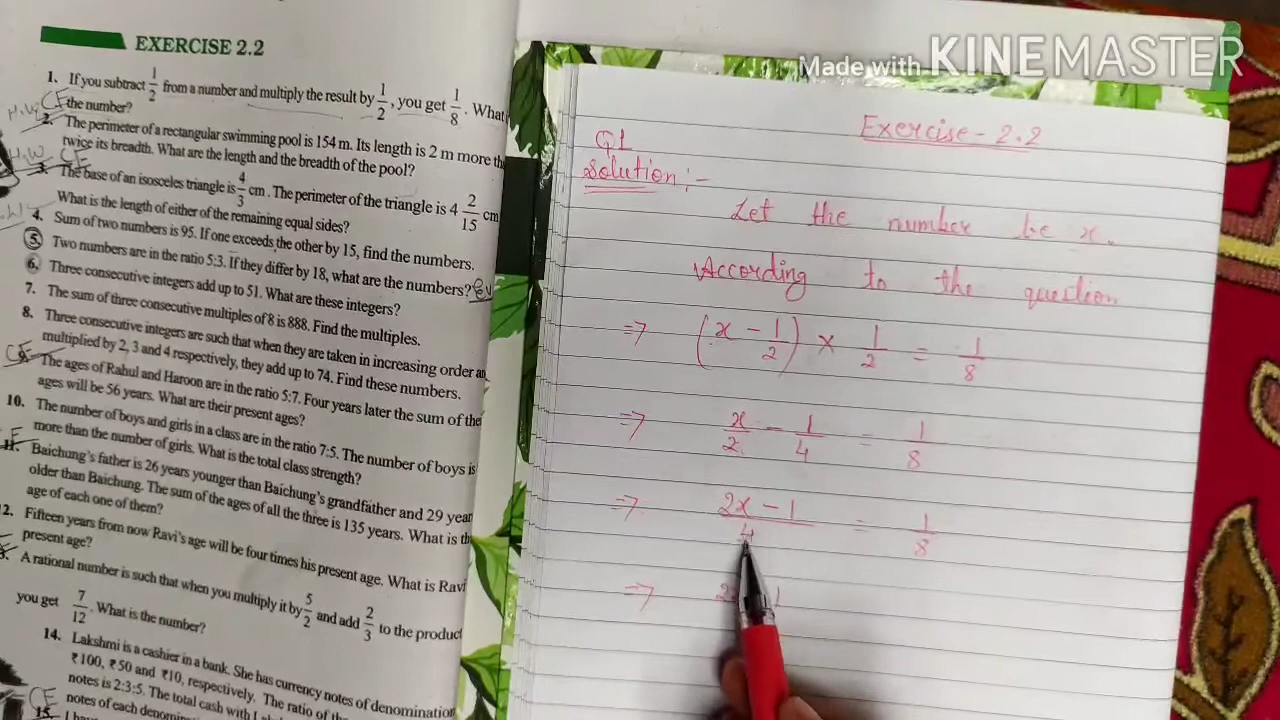 Made with KINEMASTER
EXERCISE 2.2
1. If you subtract 1/2 from a number and multiply the result by 1/2, you get 1/8. What
the number?
H.W CF
2. The perimeter of a rectangular swimming pool is 154 m. Its length is 2 m more th
twice its breadth. What are the length and the breadth of the pool?
H.W CF
3. The base of an isosceles triangle is 4/3 cm. The perimeter of the triangle is 4 2/15 cm
What is the length of either of the remaining equal sides?
4. Sum of two numbers is 95. If one exceeds the other by 15, find the numbers.
5. Two numbers are in the ratio 5:3. If they differ by 18, what are the numbers?
6. Three consecutive integers add up to 51. What are these integers?
7. The sum of three consecutive multiples of 8 is 888. Find the multiples.
8. Three consecutive integers are such that when they are taken in increasing order an
multiplied by 2, 3 and 4 respectively, they add up to 74. Find these numbers.
The ages of Rahul and Haroon are in the ratio 5:7. Four years later the sum of the
ages will be 56 years. What are their present ages?
10. The number of boys and girls in a class are in the ratio 7:5. The number of boys is
more than the number of girls. What is the total class strength?
11. Baichung's father is 26 years younger than Baichung's grandfather and 29 year
older than Baichung. The sum of the ages of all the three is 135 years. What is th
age of each one of them?
2. Fifteen years from now Ravi's age will be four times his present age. What is Ravi
present age?
3. A rational number is such that when you multiply it by 5/2 and add 2/3 to the product
you get 7/12. What is the number?
14. Lakshmi is a cashier in a bank. She has currency notes of denomination
₹100, ₹50 and ₹10, respectively. The ratio of th
notes is 2:3:5. The total cash with
notes of each denomi
CF
15. I have
Exercise - 2.2
Q1
Solution :-
Let the number be x.
According to the question
⇒ (x - 1/2) × 1/2 = 1/8
⇒ x/2 - 1/4 = 1/8
⇒ 2x - 1/4 = 1/8
⇒ 2 1